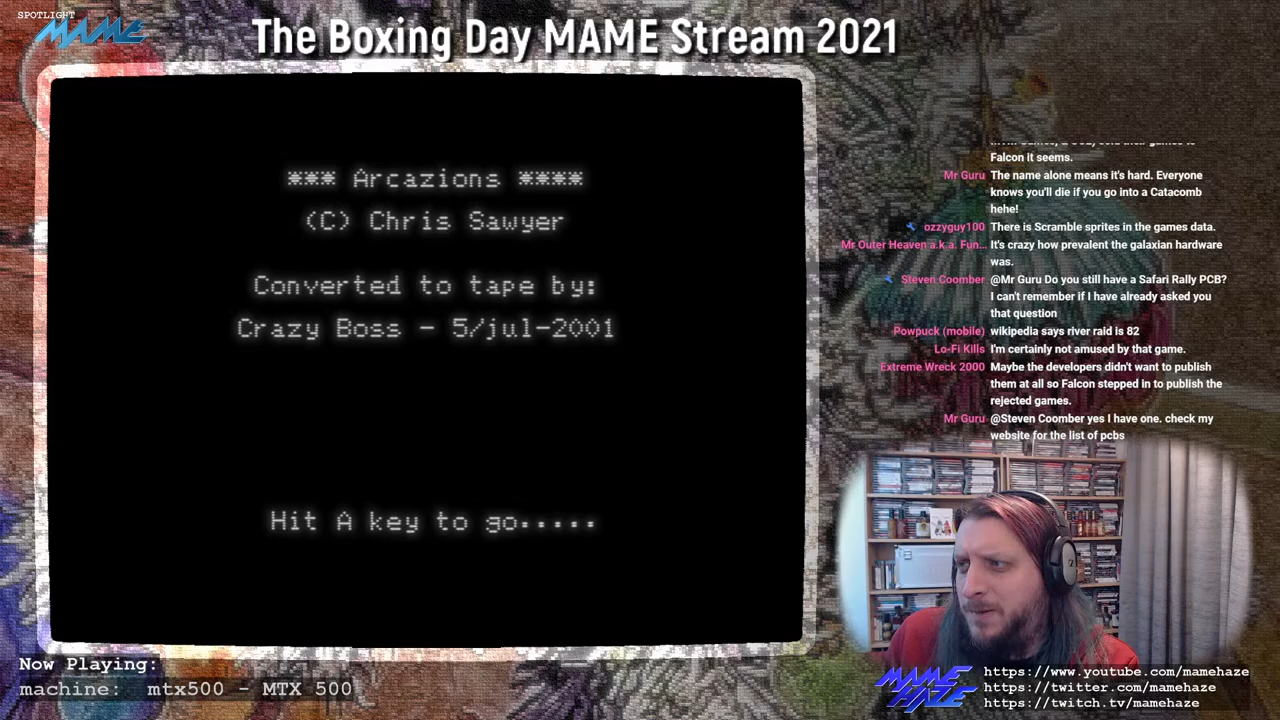 SPOTLIGHT
MAME
The Boxing Day MAME Stream 2021
*** Arcazions ****
(C) Chris Sawyer
Converted to tape by:
Crazy Boss - 5/jul-2001
Hit A key to go.....
Falcon it seems.
Mr Guru The name alone means it's hard. Everyone
knows you'll die if you go into a Catacomb
hehe!
ozzyguy100 There is Scramble sprites in the games data.
Mr Outer Heaven a.k.a. Fun... It's crazy how prevalent the galaxian hardware
was.
Steven Coomber @Mr Guru Do you still have a Safari Rally PCB?
I can't remember if I have already asked you
that question
Powpuck (mobile) wikipedia says river raid is 82
Lo-Fi Kills I'm certainly not amused by that game.
Extreme Wreck 2000 Maybe the developers didn't want to publish
them at all so Falcon stepped in to publish the
rejected games.
Mr Guru @Steven Coomber yes I have one. check my
website for the list of pcbs
Now Playing:
machine: mtx500 - MTX 500
MAME
HAZE
https://www.youtube.com/mamehaze
https://twitter.com/mamehaze
https://twitch.tv/mamehaze